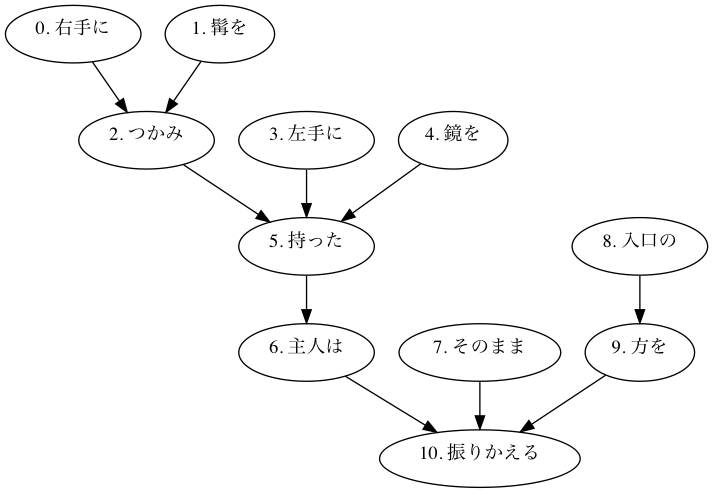 0. 右手に
1. 髯を
2. つかみ
3. 左手に
4. 鏡を
5. 持った
8. 入口の
6. 主人は
7. そのまま
9. 方を
10. 振りかえる